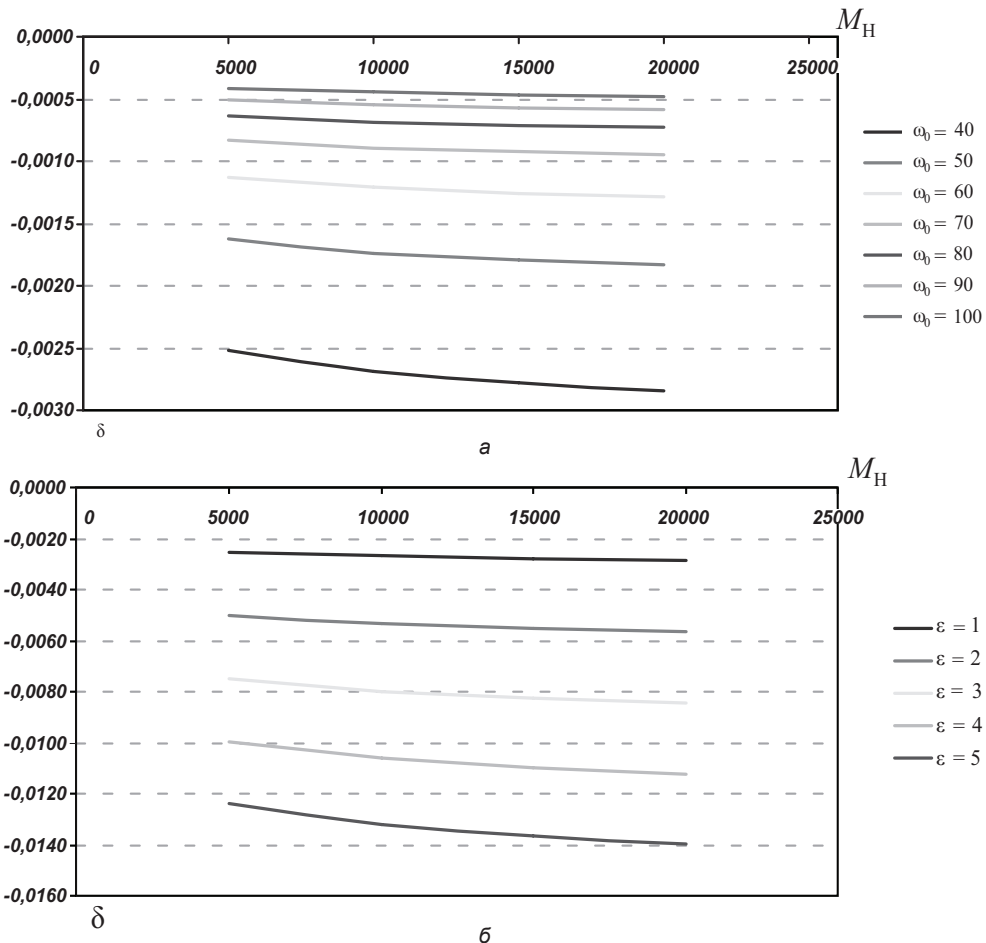 M_H
0,0000
0 5000 10000 15000 20000 25000
-0,0005
-0,0010
-0,0015
-0,0020
-0,0025
-0,0030
δ
ω₀ = 40
ω₀ = 50
ω₀ = 60
ω₀ = 70
ω₀ = 80
ω₀ = 90
ω₀ = 100
а
M_H
0,0000
0 5000 10000 15000 20000 25000
-0,0020
-0,0040
-0,0060
-0,0080
-0,0100
-0,0120
-0,0140
-0,0160
δ
ε = 1
ε = 2
ε = 3
ε = 4
ε = 5
б